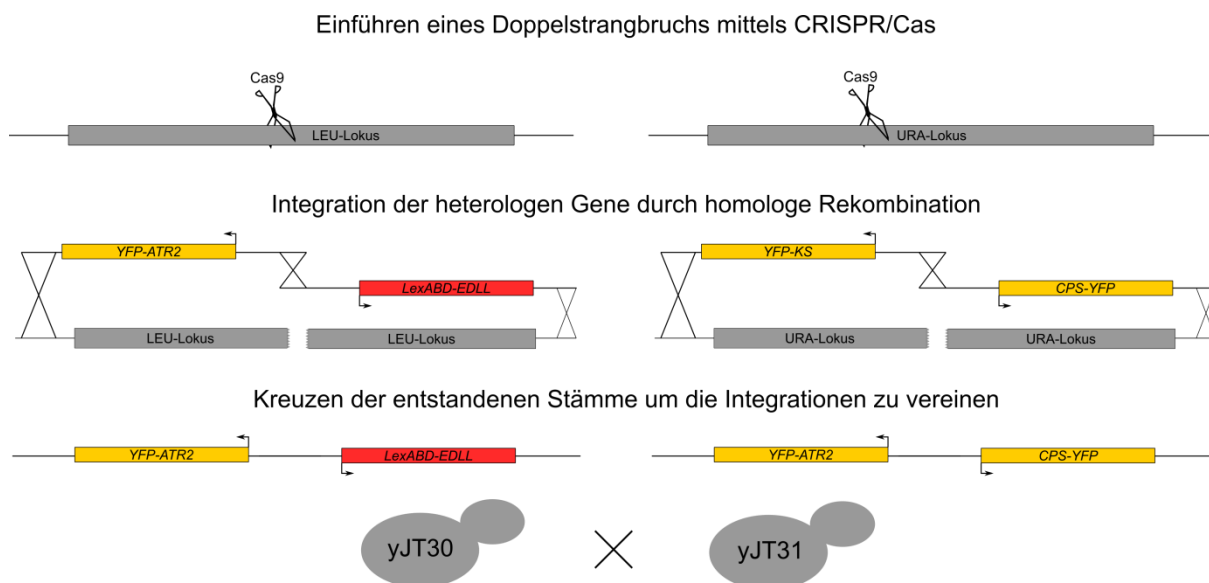 Einführen eines Doppelstrangbruchs mittels CRISPR/Cas
Cas9
Cas9
LEU-Lokus
URA-Lokus
Integration der heterologen Gene durch homologe Rekombination
YFP-ATR2
YFP-KS
LexABD-EDLL
CPS-YFP
LEU-Lokus
LEU-Lokus
URA-Lokus
URA-Lokus
Kreuzen der entstandenen Stämme um die Integrationen zu vereinen
YFP-ATR2
LexABD-EDLL
YFP-ATR2
CPS-YFP
yJT30
yJT31